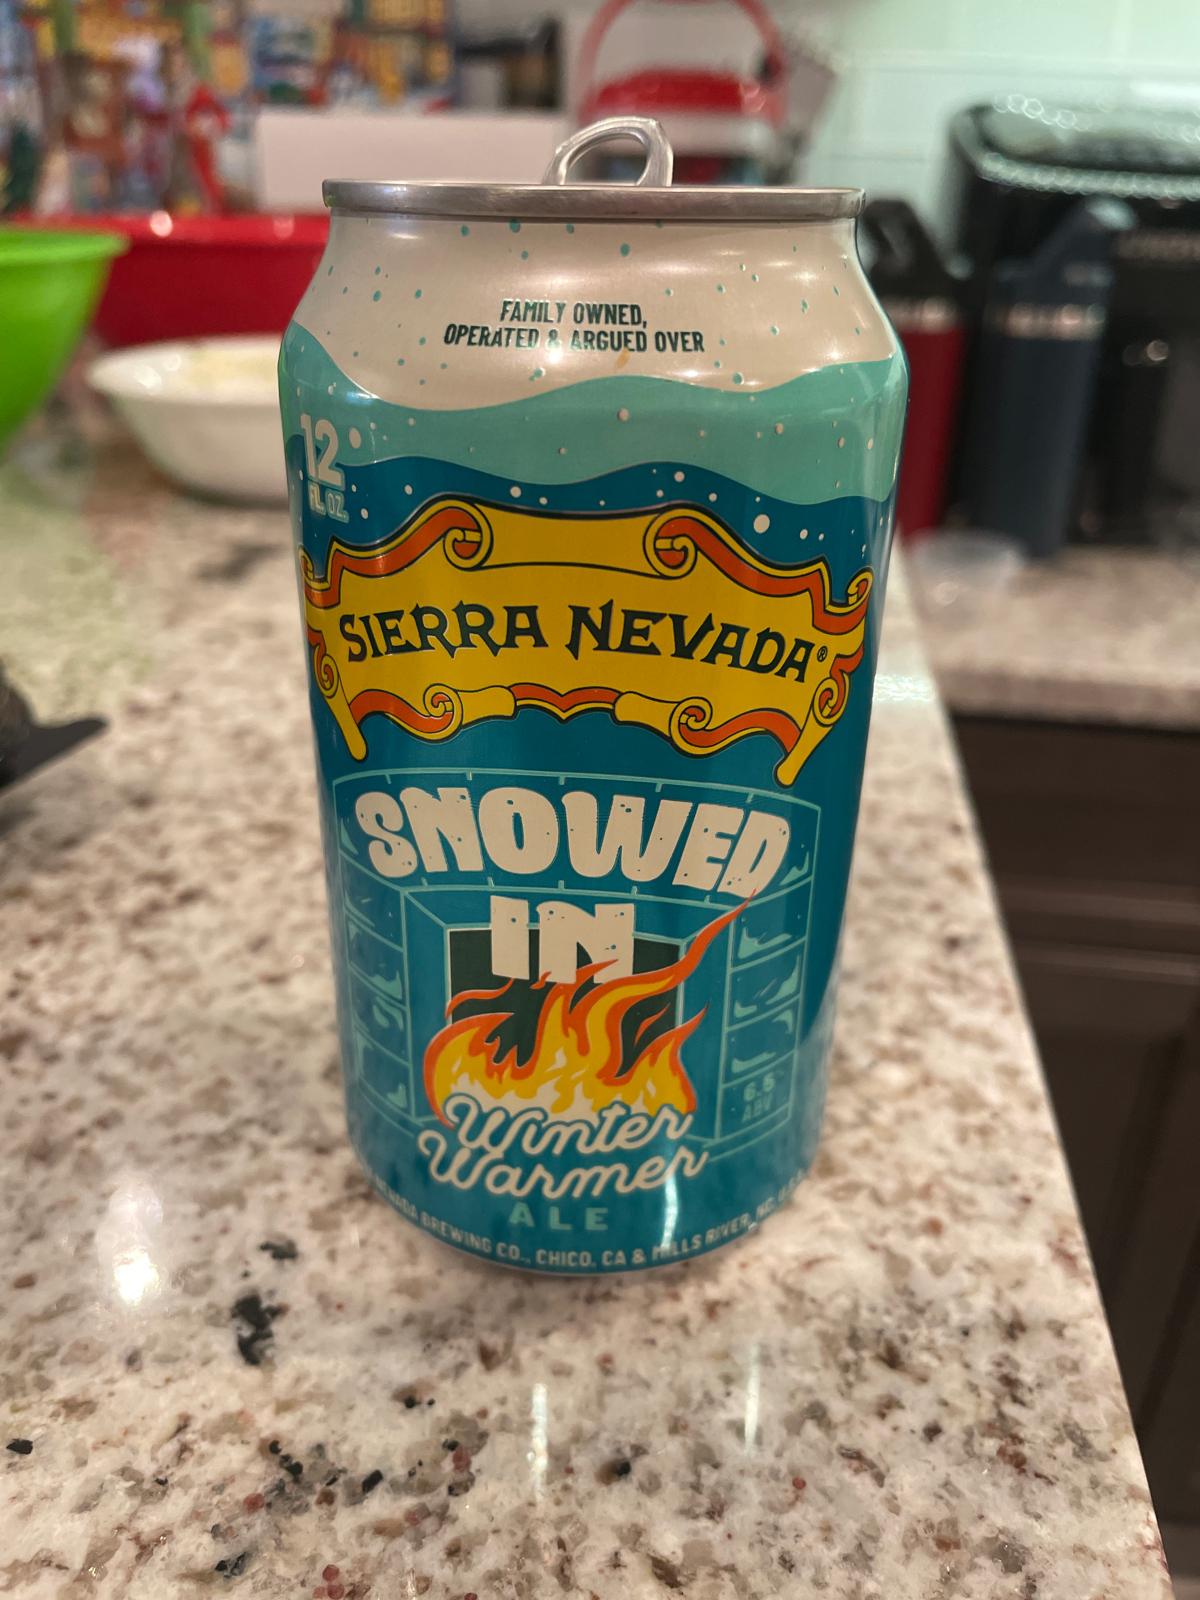 FAMILY OWNED,
OPERATED & ARGUED OVER
12
FL. OZ.
SIERRA NEVADA®
SNOWED
IN
6.5
ABV
Winter
Warmer
ALE
NEVADA BREWING CO., CHICO, CA & MILLS RIVER, NC, U.S.A.